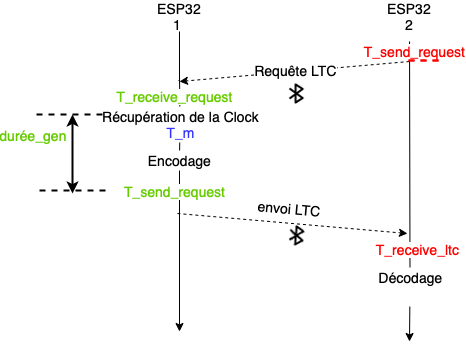 ESP32
1
ESP32
2
T_send_request
Requête LTC
T_receive_request
Récupération de la Clock
durée_gen
T_m
Encodage
T_send_request
envoi LTC
T_receive_ltc
Décodage